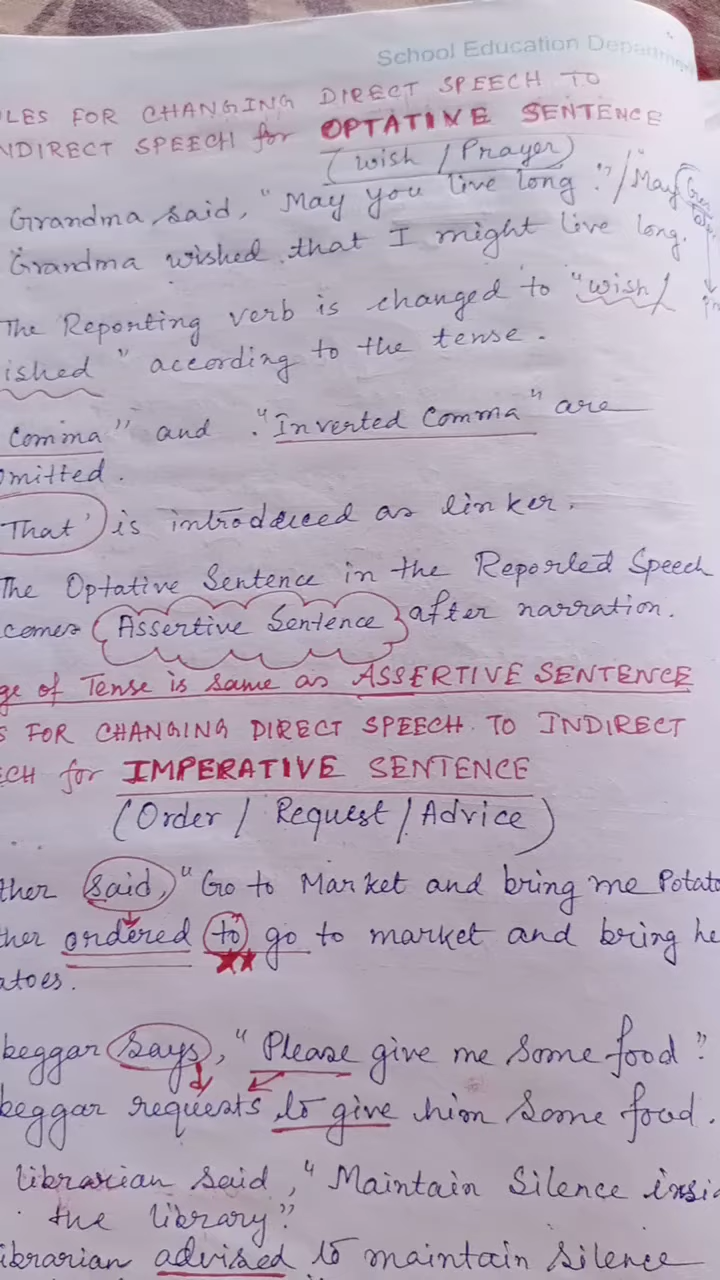 School Education Department
LES FOR CHANGING DIRECT SPEECH TO
NDIRECT SPEECH for OPTATIVE SENTENCE
(Wish / Prayer)
Grandma said, "May you live long."/"May
Grandma wished that I might live long.
The Reporting verb is changed to "wish/
ished" according to the tense.
Comma" and "Inverted Comma" are
omitted.
That' is introduced as linker.
The Optative Sentence in the Reported Speech
comes Assertive Sentence after narration.
ge of Tense is same as ASSERTIVE SENTENCE
S FOR CHANGING DIRECT SPEECH TO INDIRECT
ECH for IMPERATIVE SENTENCE
(Order / Request / Advice)
ther said, "Go to Market and bring me Potato
ther ordered to go to market and bring he
atoes.
beggar says, "Please give me some food"
beggar requests to give him some food.
librarian said, "Maintain Silence insi
the library"
ibrarian advised to maintain silence